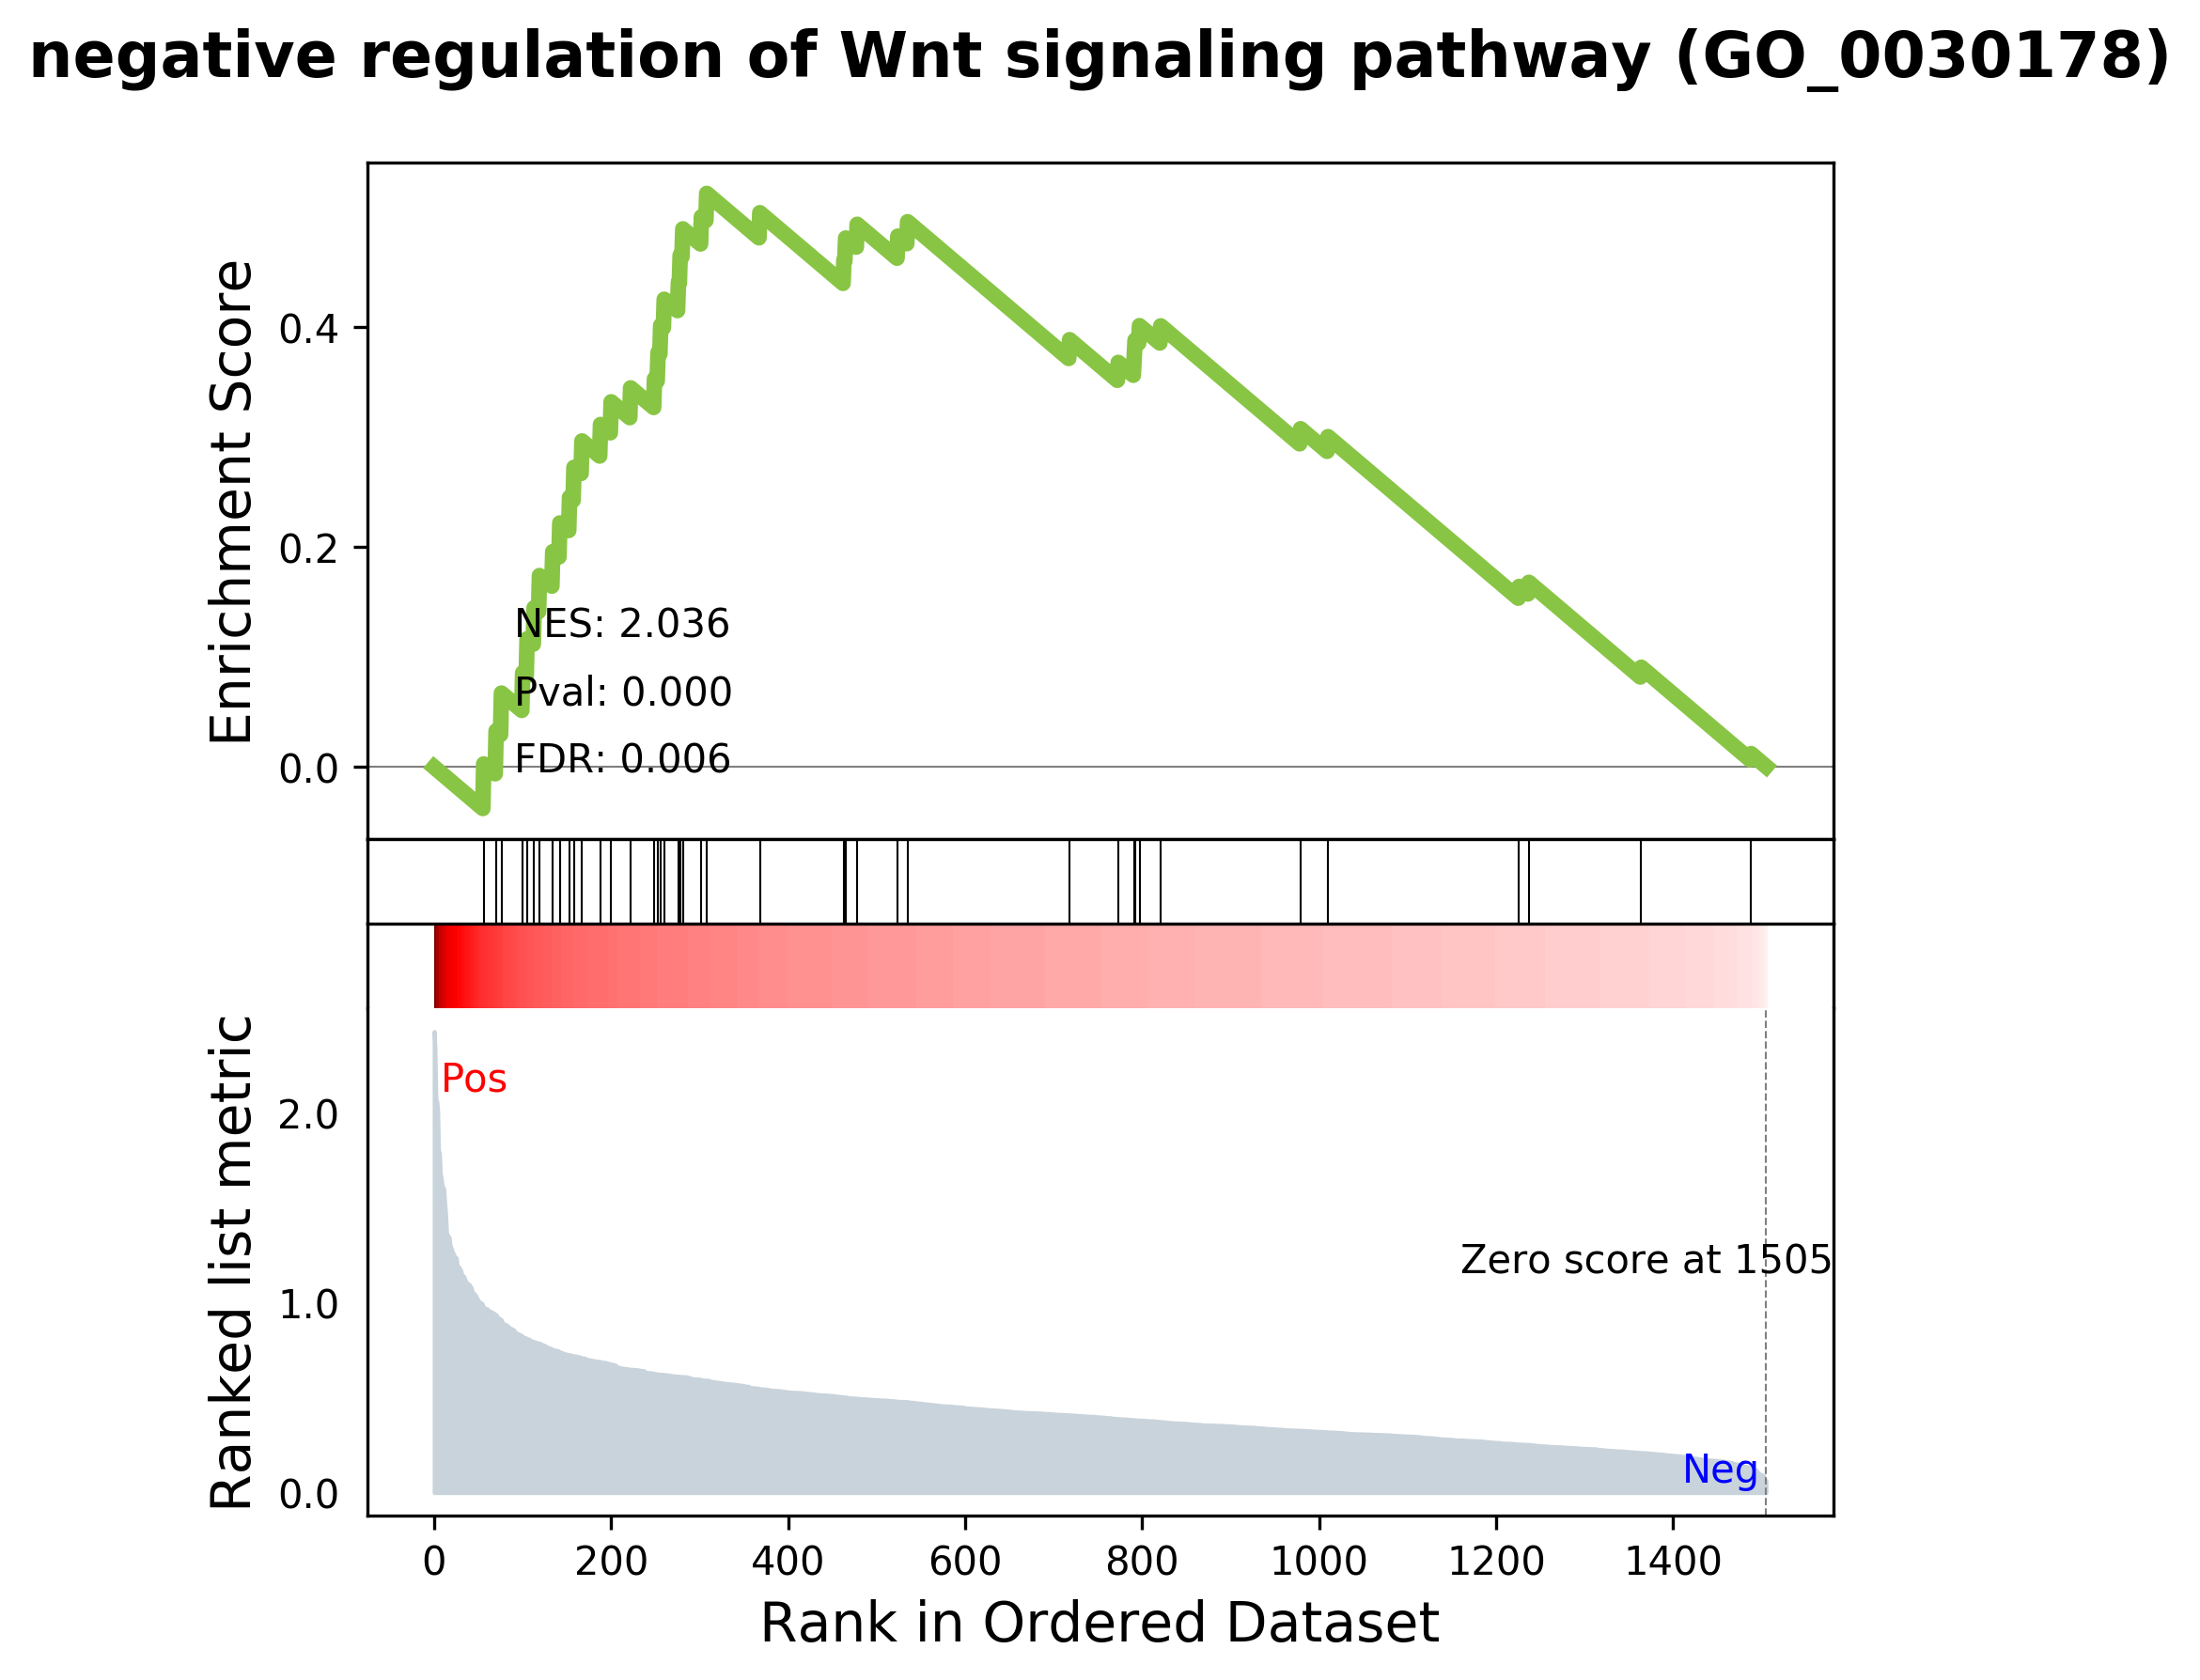 negative regulation of Wnt signaling pathway (GO_0030178)
Enrichment Score
0.4
0.2
0.0
NES: 2.036
Pval: 0.000
FDR: 0.006
Ranked list metric
2.0
1.0
0.0
Pos
Zero score at 1505
Neg
0 200 400 600 800 1000 1200 1400
Rank in Ordered Dataset